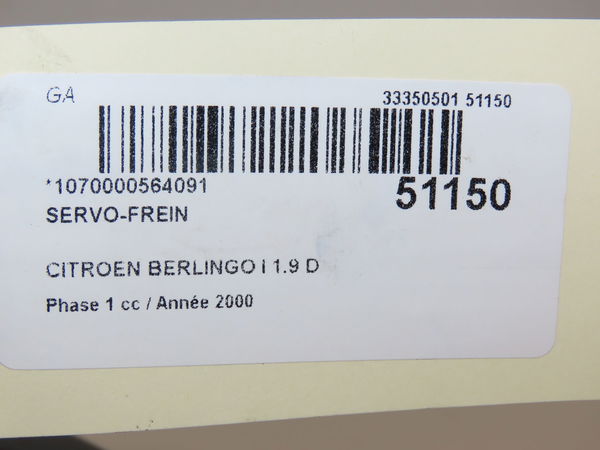 GA
33350501 51150
*1070000564091
51150
SERVO-FREIN
CITROEN BERLINGO I 1.9 D
Phase 1 cc / Année 2000